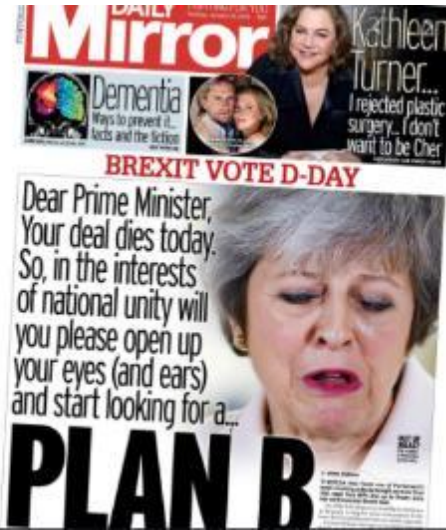 DAILY
Mirror
Kathleen
Turner...
I rejected plastic
surgery.. I don't
want to be Cher
Dementia
Ways to prevent it..
facts and the fiction
BREXIT VOTE D-DAY
Dear Prime Minister,
Your deal dies today.
So, in the interests
of national unity will
you please open up
your eyes (and ears)
and start looking for a...
PLAN B